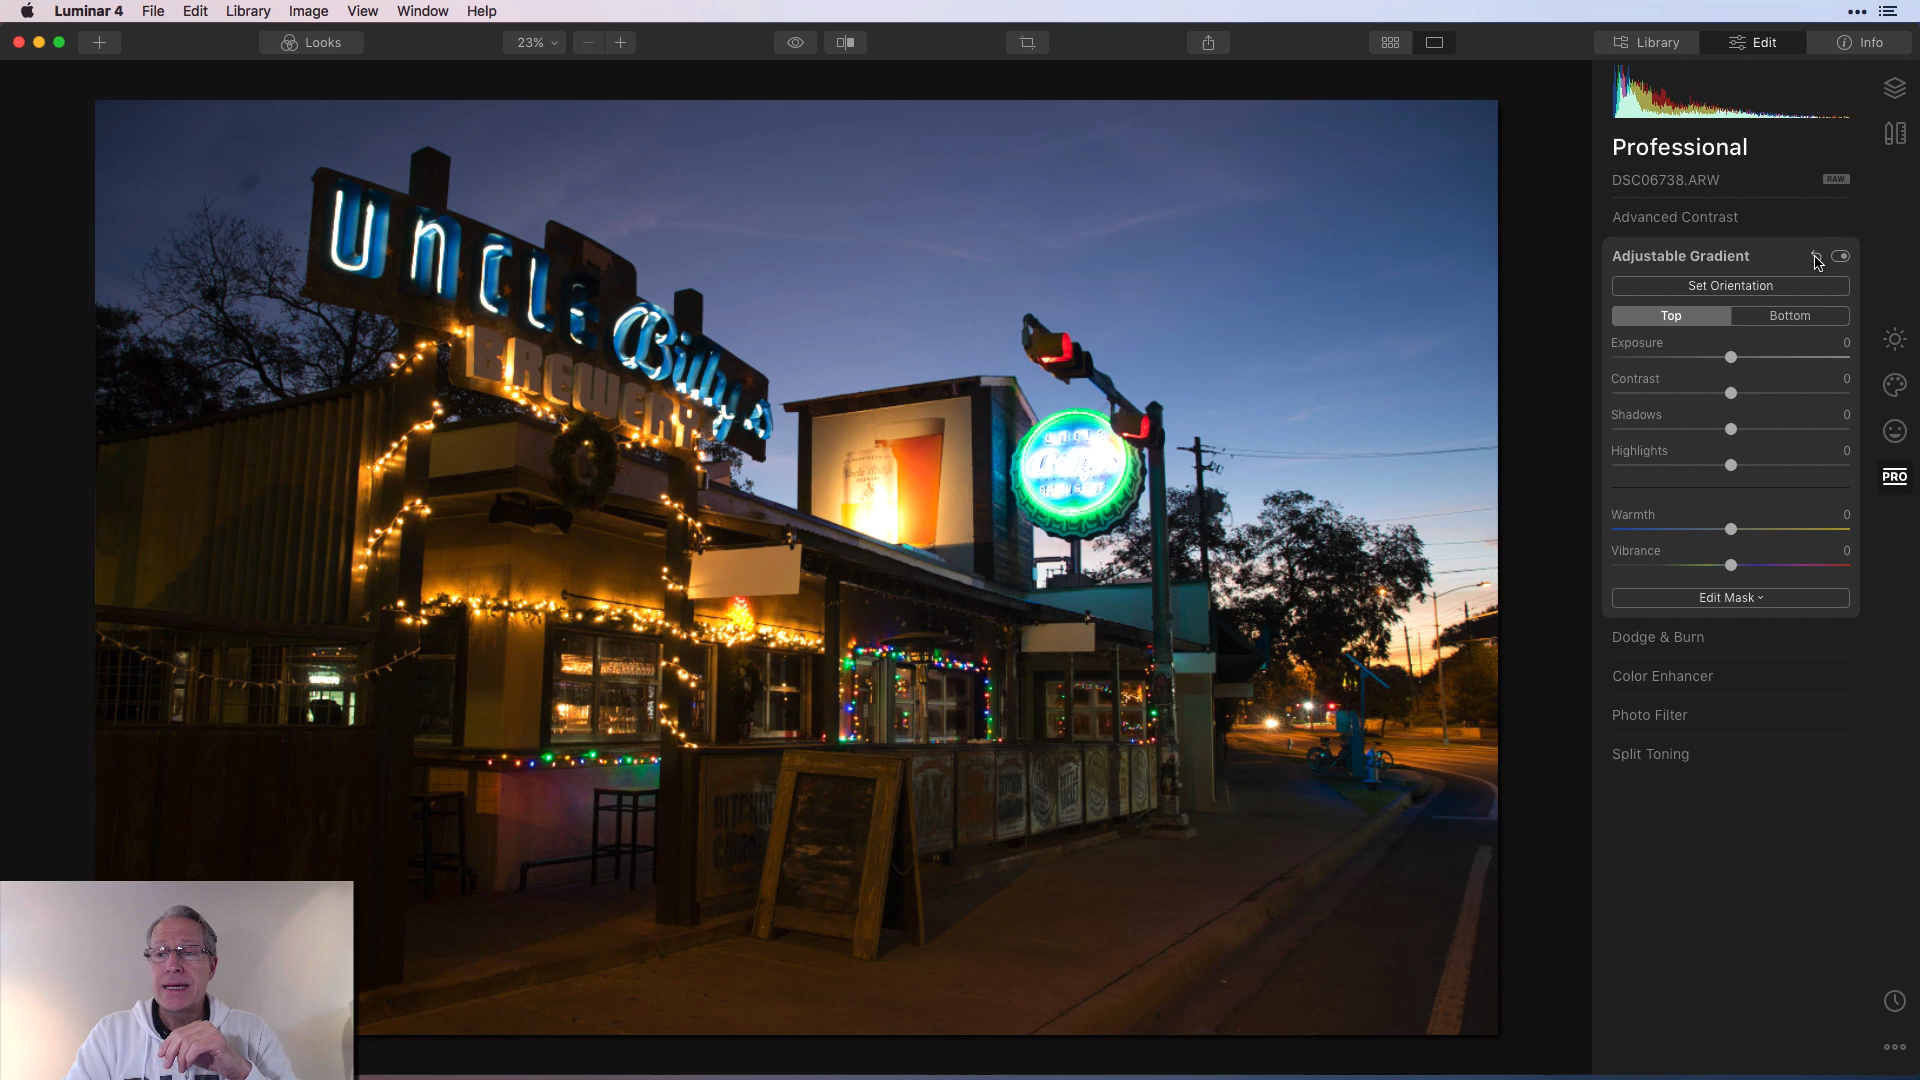 Luminar 4 File Edit Library Image View Window Help
Looks
23%
Library
Edit
Info
Professional
DSC06738.ARW RAW
Advanced Contrast
Adjustable Gradient
Set Orientation
Top Bottom
Exposure 0
Contrast 0
Shadows 0
Highlights 0
Warmth 0
Vibrance 0
Edit Mask
Dodge & Burn
Color Enhancer
Photo Filter
Split Toning
PRO
Uncle Billy's
BREWERY